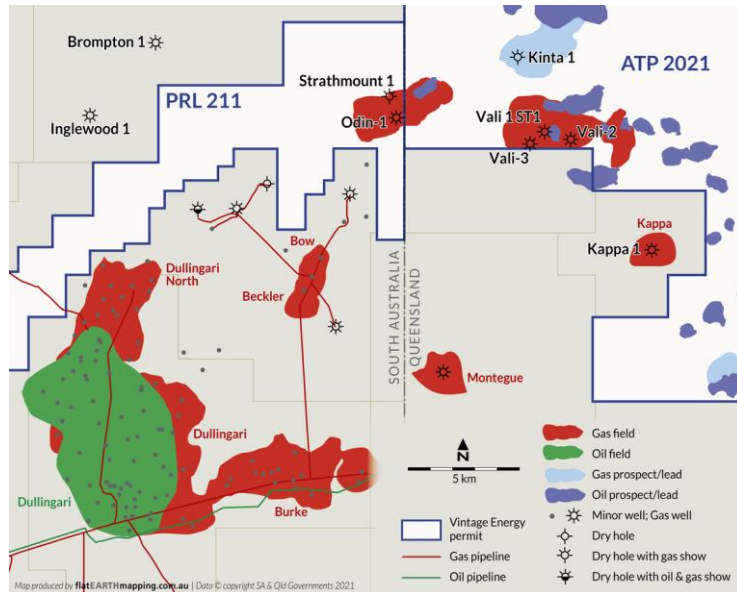 Brompton 1
Inglewood 1
PRL 211
Strathmount 1
Odin-1
Kinta 1
ATP 2021
Vali 1 ST1
Vali-2
Vali-3
Kappa
Kappa 1
Bow
Beckler
Dullingari
North
SOUTH AUSTRALIA
QUEENSLAND
Montegue
Dullingari
Dullingari
Burke
N
5 km
Gas field
Oil field
Gas prospect/lead
Oil prospect/lead
Minor well; Gas well
Dry hole
Dry hole with gas show
Dry hole with oil & gas show
Vintage Energy
permit
Gas pipeline
Oil pipeline
Map produced by flatEARTHmapping.com.au | Data © copyright SA & Qld Governments 2021